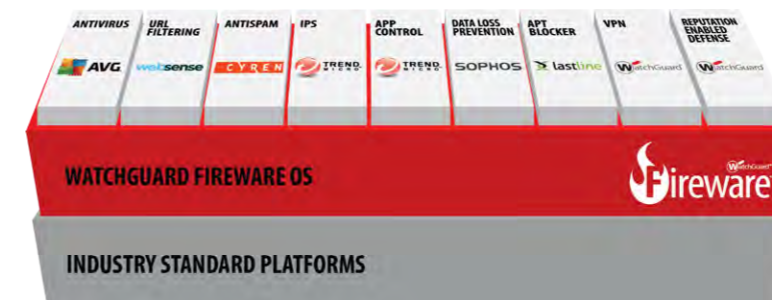 ANTIVIRUS
URL
FILTERING
ANTISPAM
IPS
APP
CONTROL
DATA LOSS
PREVENTION
APT
BLOCKER
VPN
REPUTATION
ENABLED
DEFENSE
AVG
websense
CYREN
TREND
MICRO
TREND
MICRO
SOPHOS
lastline
WatchGuard
WatchGuard
WATCHGUARD FIREWARE OS
WatchGuard
Fireware
INDUSTRY STANDARD PLATFORMS